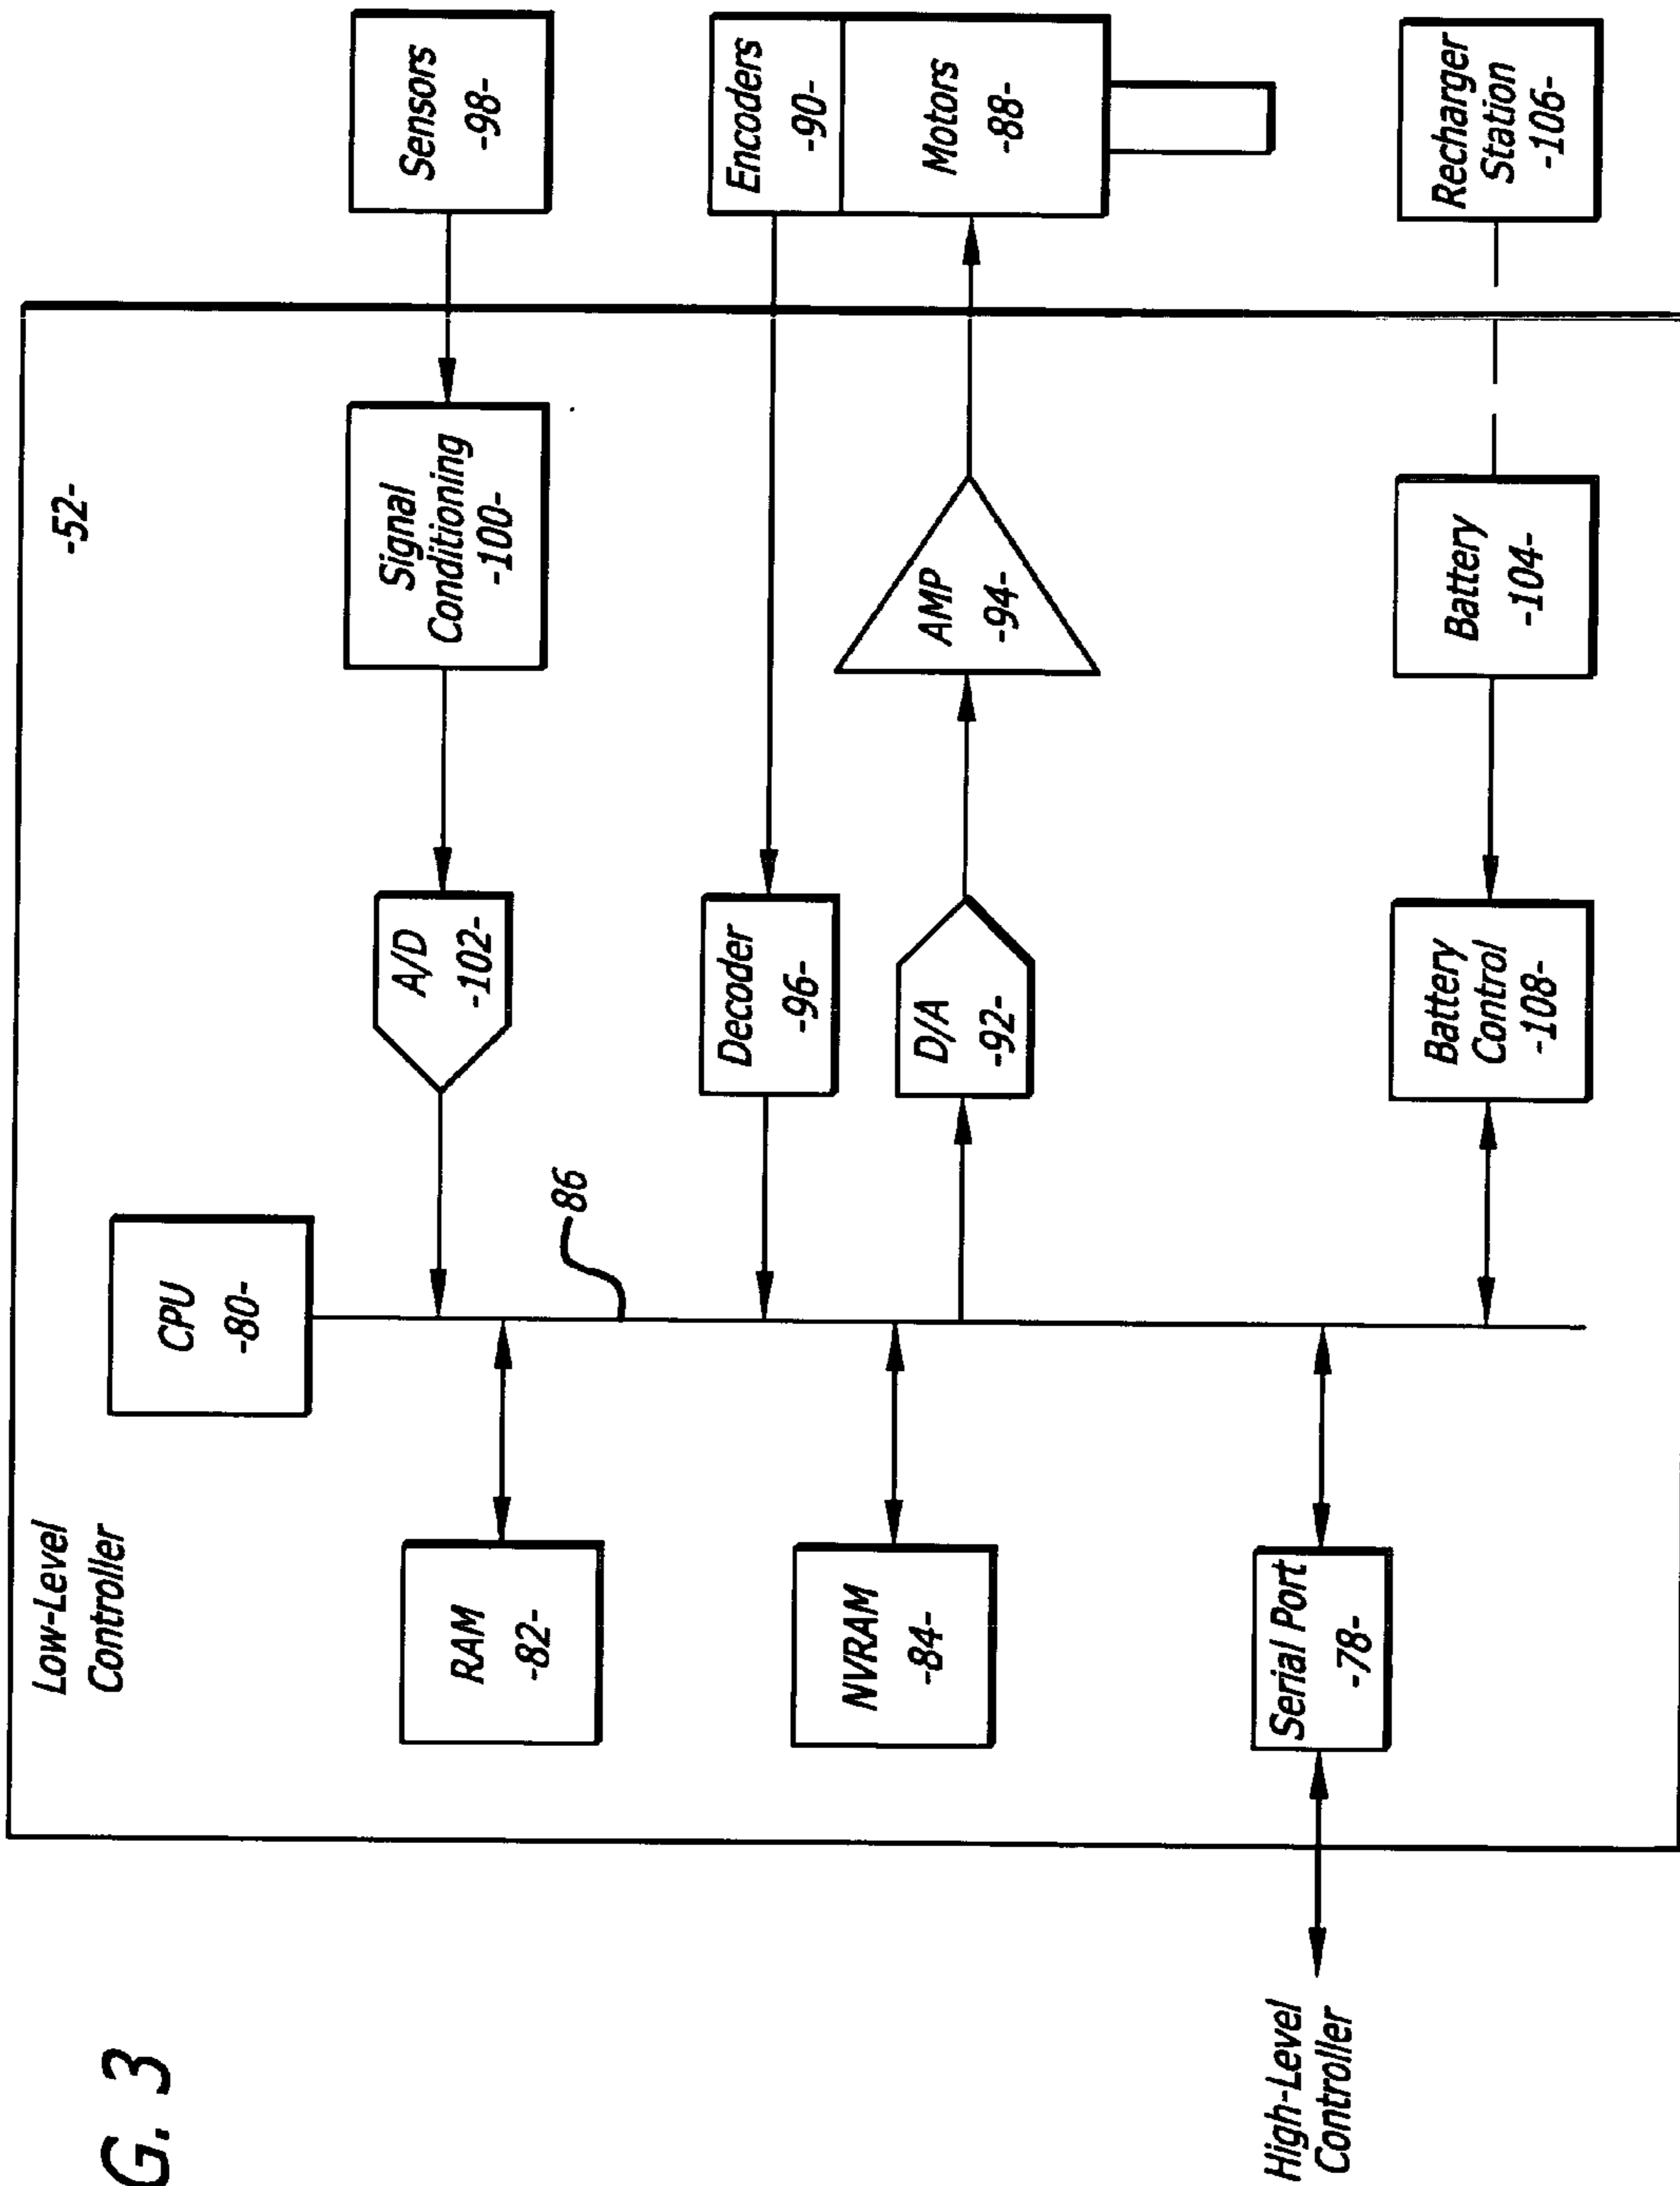 G. 3
Low-Level
Controller
-52-
CPU
-80-
RAM
-82-
A/D
-102-
Signal
Conditioning
-100-
Sensors
-98-
86
Decoder
-96-
Encoders
-90-
NVRAM
-84-
D/A
-92-
AMP
-94-
Motors
-88-
High-Level
Controller
Serial Port
-78-
Battery
Control
-108-
Battery
-104-
Recharger
Station
-106-